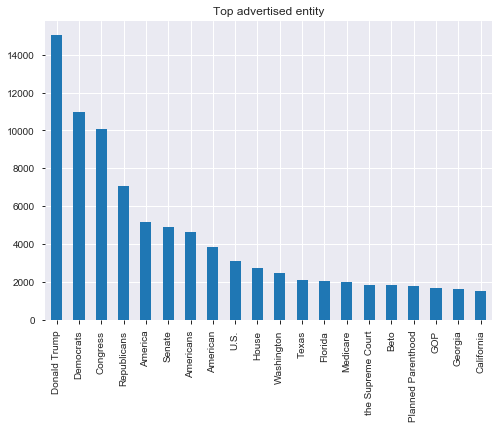 Top advertised entity
14000
12000
10000
8000
6000
4000
2000
0
Donald Trump
Democrats
Congress
Republicans
America
Senate
Americans
American
U.S.
House
Washington
Texas
Florida
Medicare
the Supreme Court
Beto
Planned Parenthood
GOP
Georgia
California